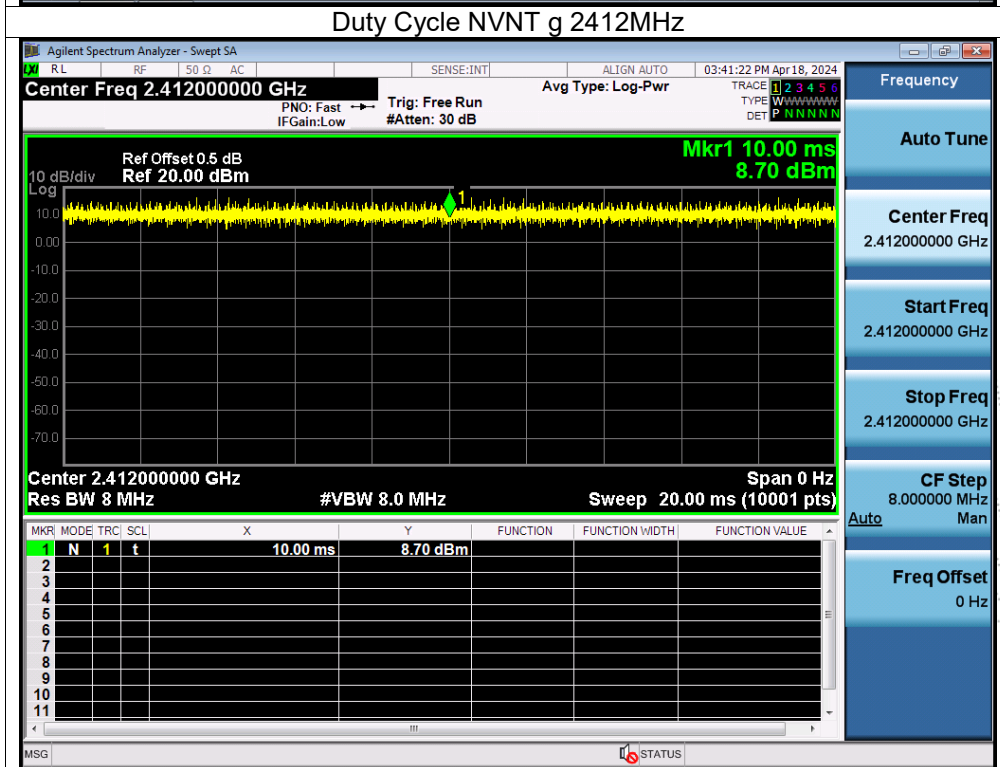 Duty Cycle NVNT g 2412MHz
Agilent Spectrum Analyzer - Swept SA
LXI RL RF 50 Ω AC SENSE:INT ALIGN AUTO 03:41:22 PM Apr 18, 2024
Center Freq 2.412000000 GHz Avg Type: Log-Pwr TRACE 1 2 3 4 5 6
PNO: Fast Trig: Free Run TYPE WWWWWW
IFGain:Low #Atten: 30 dB DET P N N N N N
Mkr1 10.00 ms
8.70 dBm
Ref Offset 0.5 dB
10 dB/div Ref 20.00 dBm
Log
1
10.0
0.00
-10.0
-20.0
-30.0
-40.0
-50.0
-60.0
-70.0
Center 2.412000000 GHz Span 0 Hz
Res BW 8 MHz #VBW 8.0 MHz Sweep 20.00 ms (10001 pts)
MKR MODE TRC SCL X Y FUNCTION FUNCTION WIDTH FUNCTION VALUE
1 N 1 t 10.00 ms 8.70 dBm
2
3
4
5
6
7
8
9
10
11
MSG STATUS
Frequency
Auto Tune
Center Freq
2.412000000 GHz
Start Freq
2.412000000 GHz
Stop Freq
2.412000000 GHz
CF Step
8.000000 MHz
Auto Man
Freq Offset
0 Hz